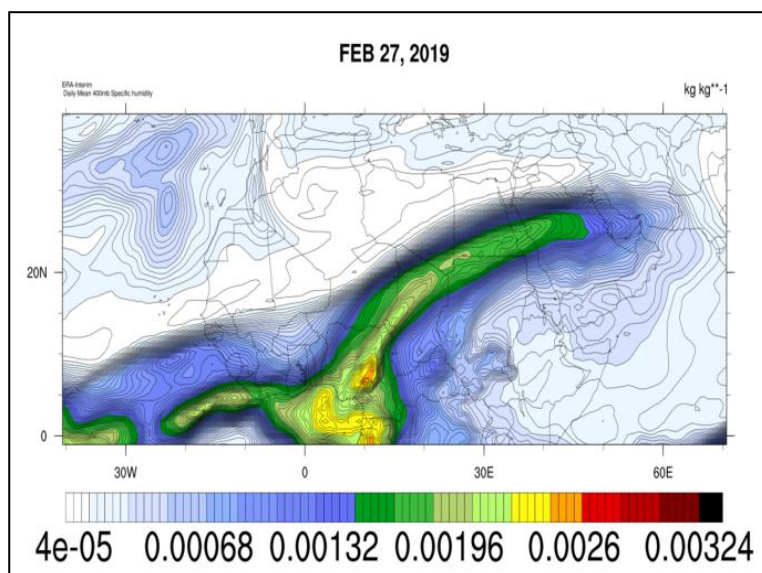 FEB 27, 2019
ERA-Interim
Daily Mean 400mb Specific humidity
kg kg**-1
20N
0
30W
0
30E
60E
4e-05 0.00068 0.00132 0.00196 0.0026 0.00324